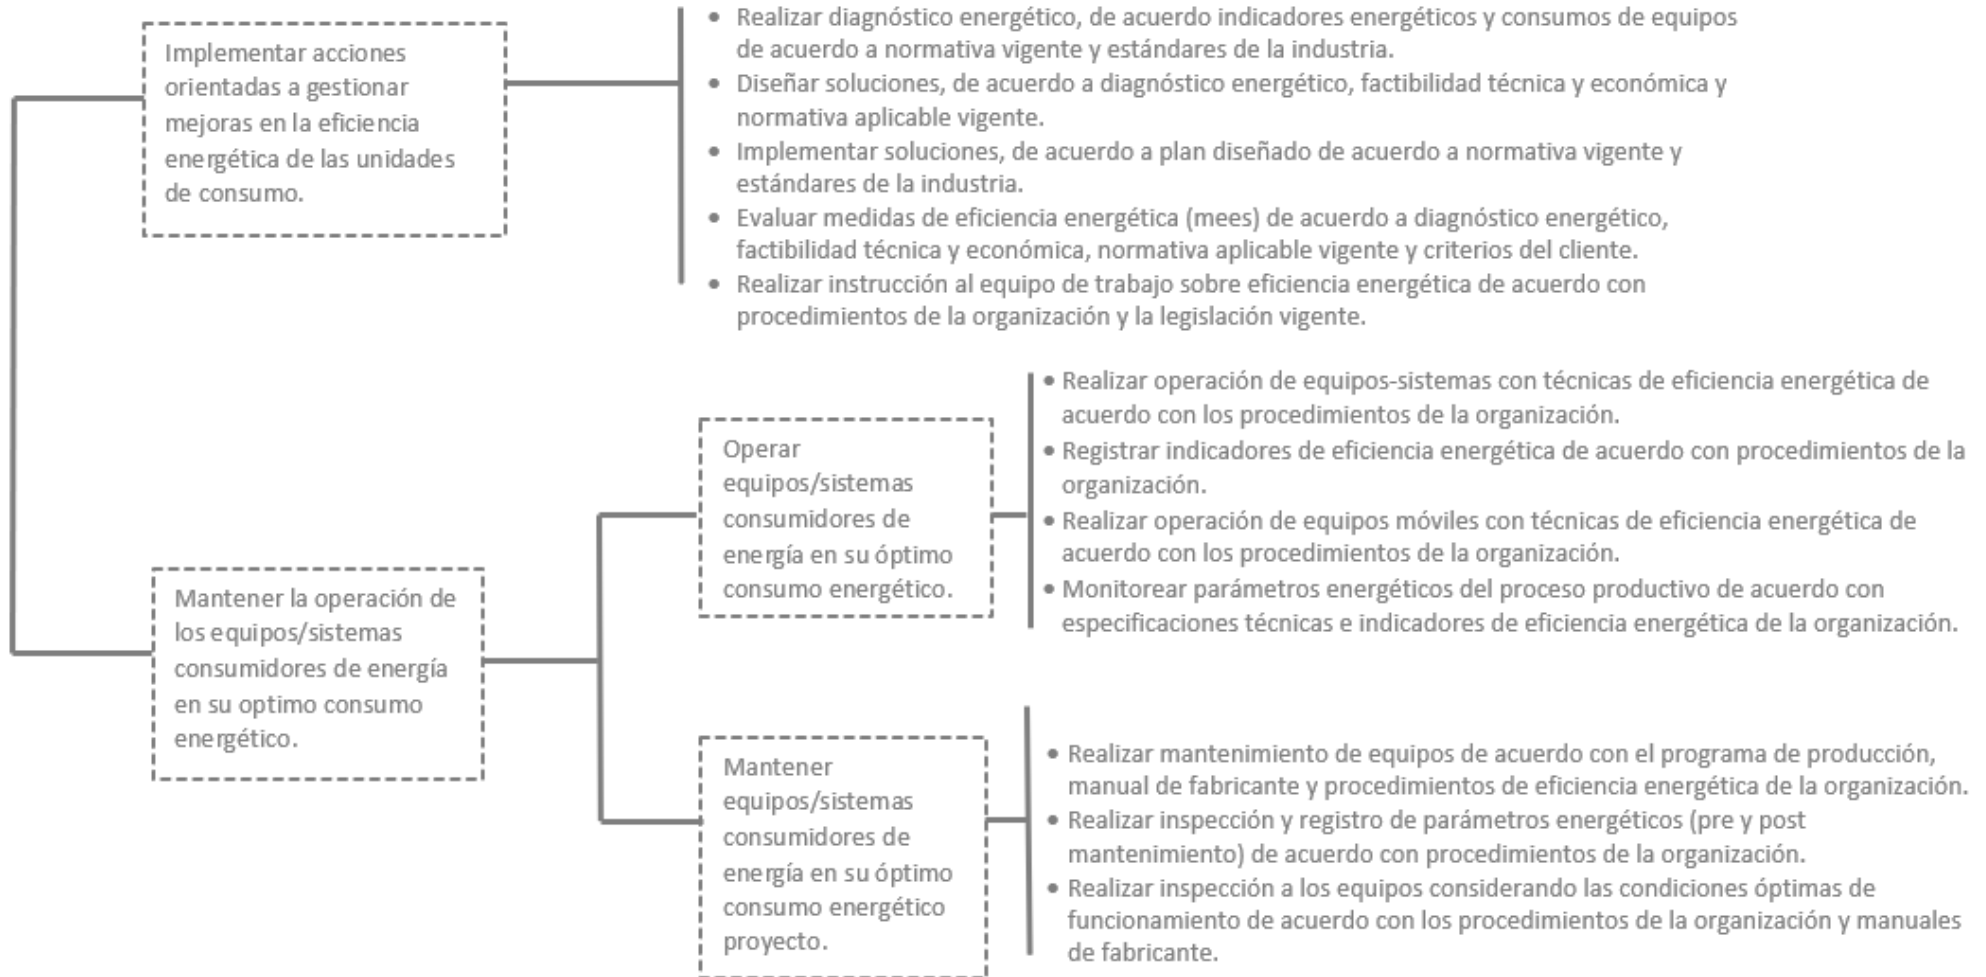 Implementar acciones
orientadas a gestionar
mejoras en la eficiencia
energética de las unidades
de consumo.
• Realizar diagnóstico energético, de acuerdo indicadores energéticos y consumos de equipos
de acuerdo a normativa vigente y estándares de la industria.
• Diseñar soluciones, de acuerdo a diagnóstico energético, factibilidad técnica y económica y
normativa aplicable vigente.
• Implementar soluciones, de acuerdo a plan diseñado de acuerdo a normativa vigente y
estándares de la industria.
• Evaluar medidas de eficiencia energética (mees) de acuerdo a diagnóstico energético,
factibilidad técnica y económica, normativa aplicable vigente y criterios del cliente.
• Realizar instrucción al equipo de trabajo sobre eficiencia energética de acuerdo con
procedimientos de la organización y la legislación vigente.
Mantener la operación de
los equipos/sistemas
consumidores de energía
en su optimo consumo
energético.
Operar
equipos/sistemas
consumidores de
energía en su óptimo
consumo energético.
• Realizar operación de equipos-sistemas con técnicas de eficiencia energética de
acuerdo con los procedimientos de la organización.
• Registrar indicadores de eficiencia energética de acuerdo con procedimientos de la
organización.
• Realizar operación de equipos móviles con técnicas de eficiencia energética de
acuerdo con los procedimientos de la organización.
• Monitorear parámetros energéticos del proceso productivo de acuerdo con
especificaciones técnicas e indicadores de eficiencia energética de la organización.
Mantener
equipos/sistemas
consumidores de
energía en su óptimo
consumo energético
proyecto.
• Realizar mantenimiento de equipos de acuerdo con el programa de producción,
manual de fabricante y procedimientos de eficiencia energética de la organización.
• Realizar inspección y registro de parámetros energéticos (pre y post
mantenimiento) de acuerdo con procedimientos de la organización.
• Realizar inspección a los equipos considerando las condiciones óptimas de
funcionamiento de acuerdo con los procedimientos de la organización y manuales
de fabricante.